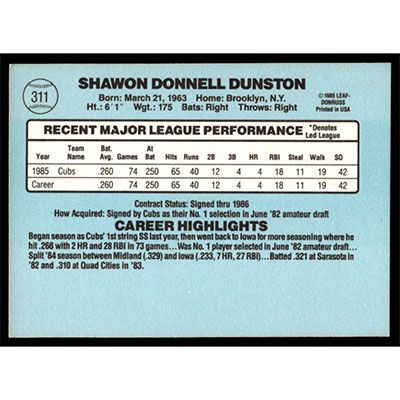 311
SHAWON DONNELL DUNSTON
Born: March 21, 1963 Home: Brooklyn, N.Y.
Ht.: 6'1" Wgt.: 175 Bats: Right Throws: Right
©1985 LEAF-
DONRUSS
Printed in USA
RECENT MAJOR LEAGUE PERFORMANCE *Denotes
Led League
Year Team Name Bat. Avg. Games At Bat Hits Runs 2B 3B HR RBI Steal Walk SO
1985 Cubs .260 74 250 65 40 12 4 4 18 11 19 42
Career .260 74 250 65 40 12 4 4 18 11 19 42
Contract Status: Signed thru 1986
How Acquired: Signed by Cubs as their No. 1 selection in June '82 amateur draft
CAREER HIGHLIGHTS
Began season as Cubs' 1st string SS last year, then went back to Iowa for more seasoning where he
hit .268 with 2 HR and 28 RBI in 73 games...Was No. 1 player selected in June '82 amateur draft...
Split '84 season between Midland (.329) and Iowa (.233, 7 HR, 27 RBI)...Batted .321 at Sarasota in
'82 and .310 at Quad Cities in '83.